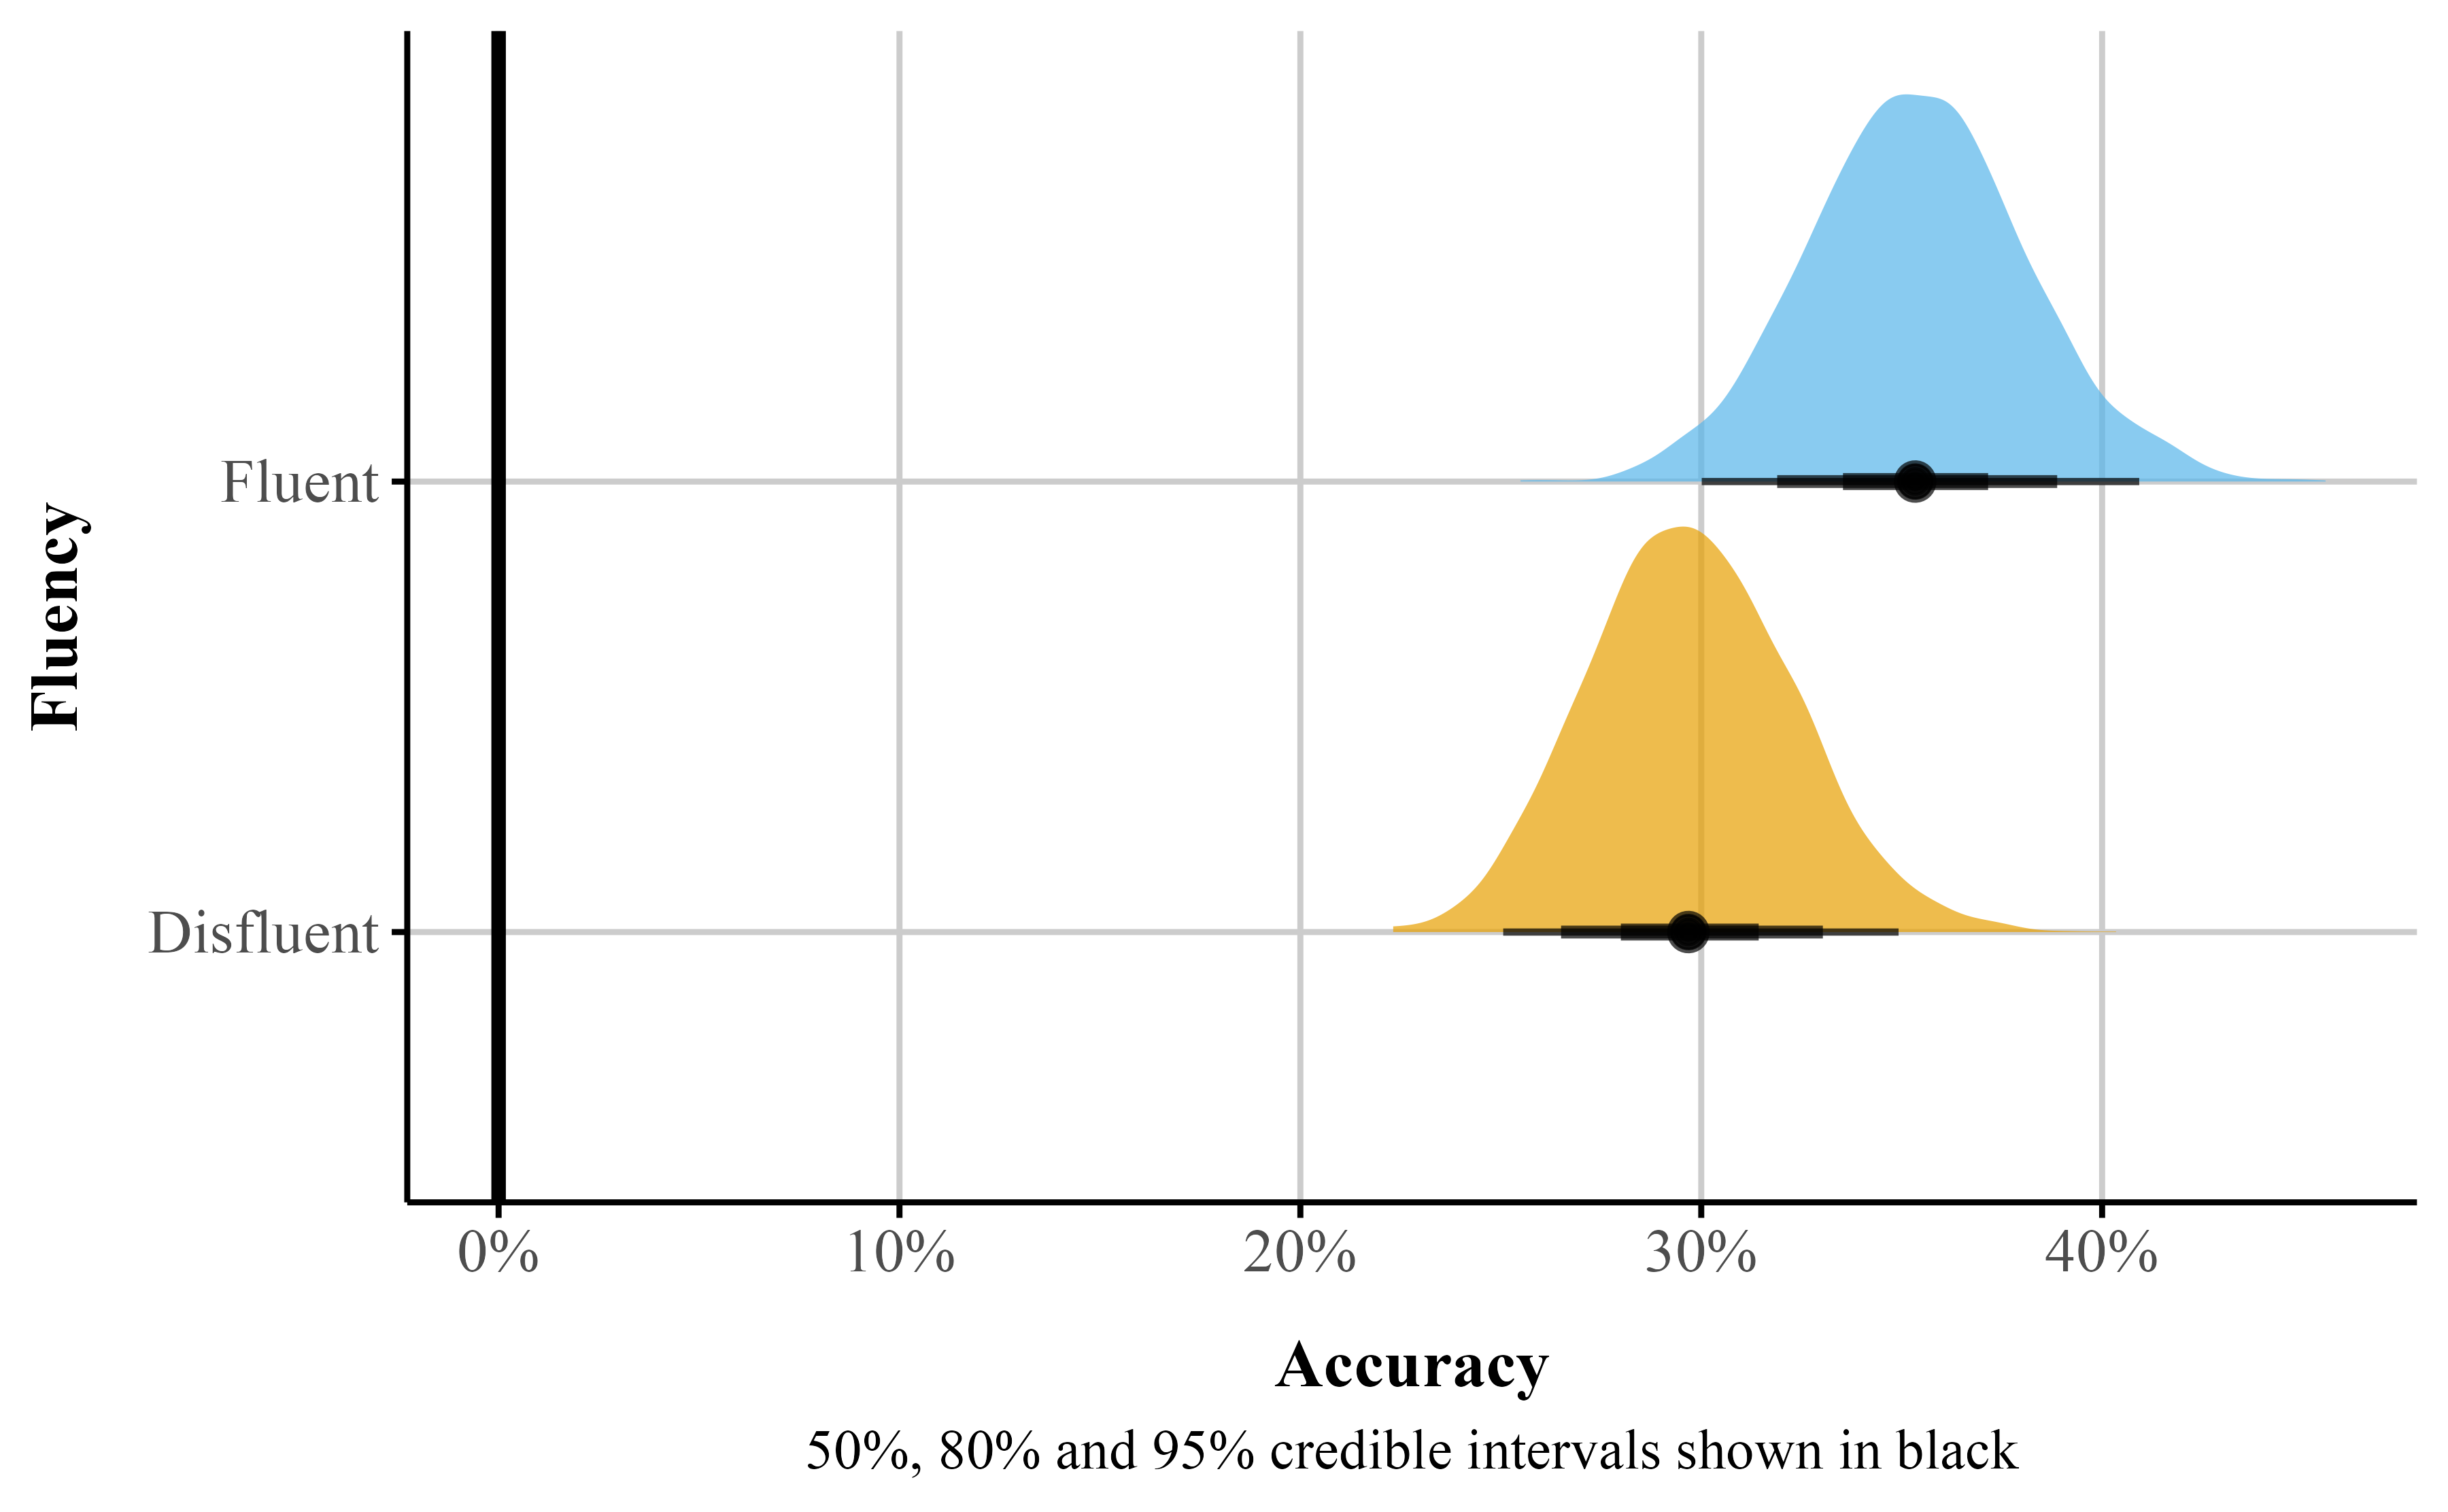 Fluency
Fluent
Disfluent
0% 10% 20% 30% 40%
Accuracy
50%, 80% and 95% credible intervals shown in black